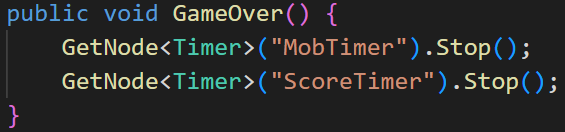 public void GameOver() {
    GetNode<Timer>("MobTimer").Stop();
    GetNode<Timer>("ScoreTimer").Stop();
}